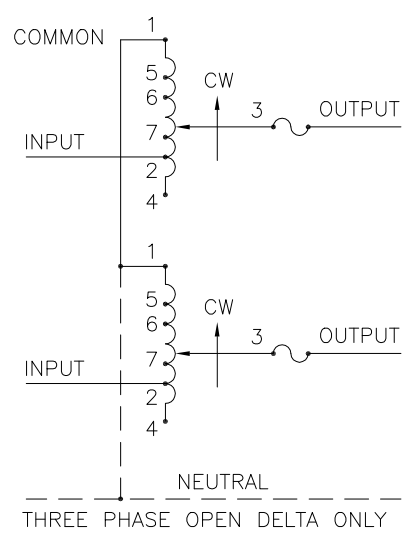 1
COMMON
5
CW
6
3
OUTPUT
7
INPUT
2
4
1
5
CW
6
3
OUTPUT
7
INPUT
2
4
NEUTRAL
THREE PHASE OPEN DELTA ONLY